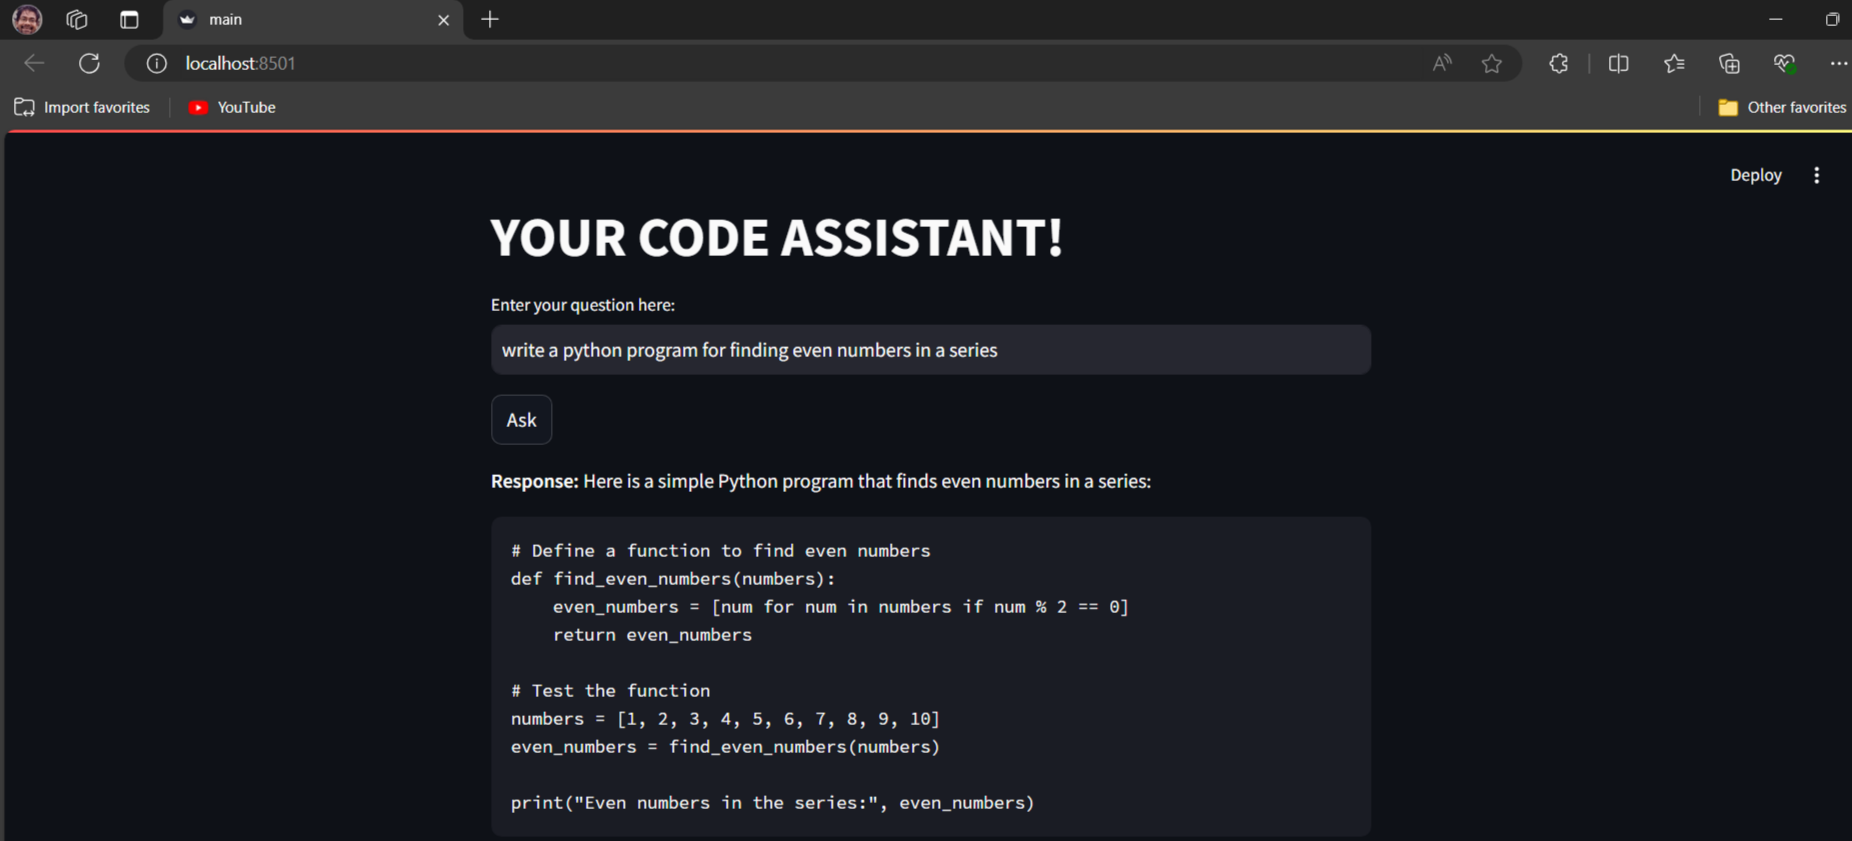 main
localhost:8501
Import favorites
YouTube
Other favorites
Deploy
YOUR CODE ASSISTANT!
Enter your question here:
write a python program for finding even numbers in a series
Ask
Response: Here is a simple Python program that finds even numbers in a series:
# Define a function to find even numbers
def find_even_numbers(numbers):
    even_numbers = [num for num in numbers if num % 2 == 0]
    return even_numbers
# Test the function
numbers = [1, 2, 3, 4, 5, 6, 7, 8, 9, 10]
even_numbers = find_even_numbers(numbers)
print("Even numbers in the series:", even_numbers)